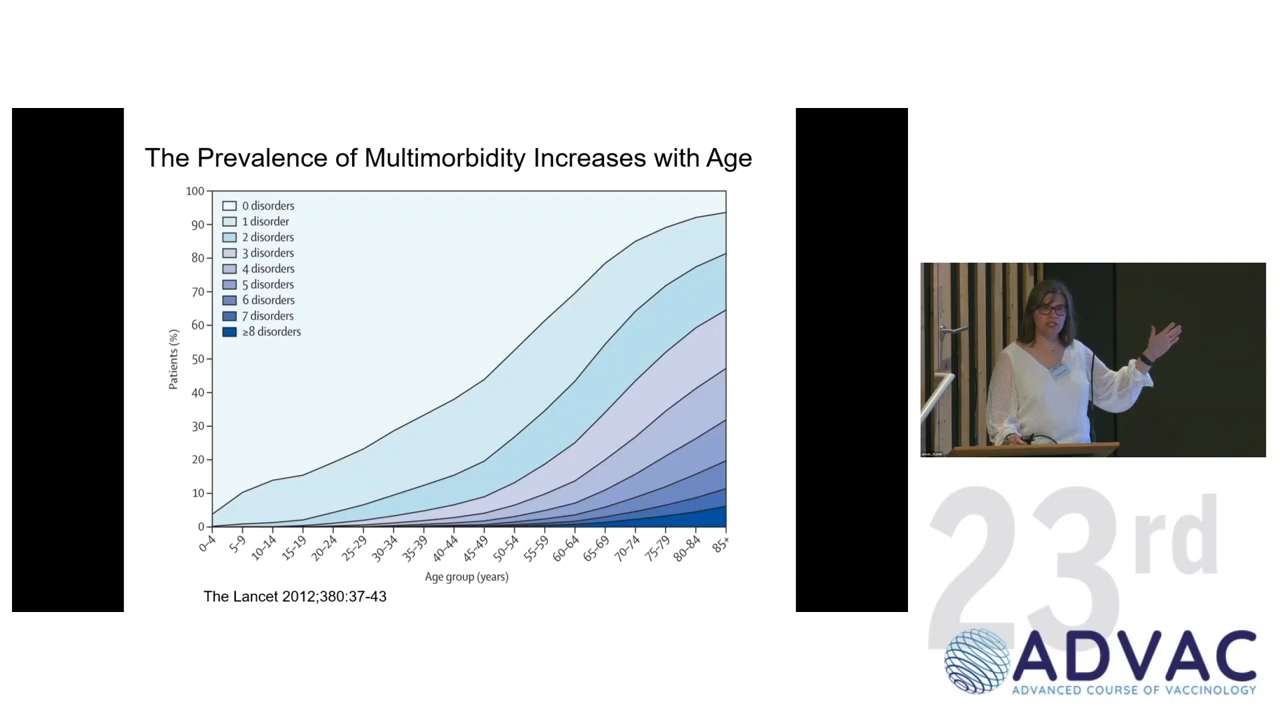 The Prevalence of Multimorbidity Increases with Age
100
90
80
70
60
50
40
30
20
10
0
Patients (%)
0 disorders
1 disorder
2 disorders
3 disorders
4 disorders
5 disorders
6 disorders
7 disorders
≥8 disorders
0–4
5–9
10–14
15–19
20–24
25–29
30–34
35–39
40–44
45–49
50–54
55–59
60–64
65–69
70–74
75–79
80–84
85+
Age group (years)
The Lancet 2012;380:37-43
23rd
ADVAC
ADVANCED COURSE OF VACCINOLOGY